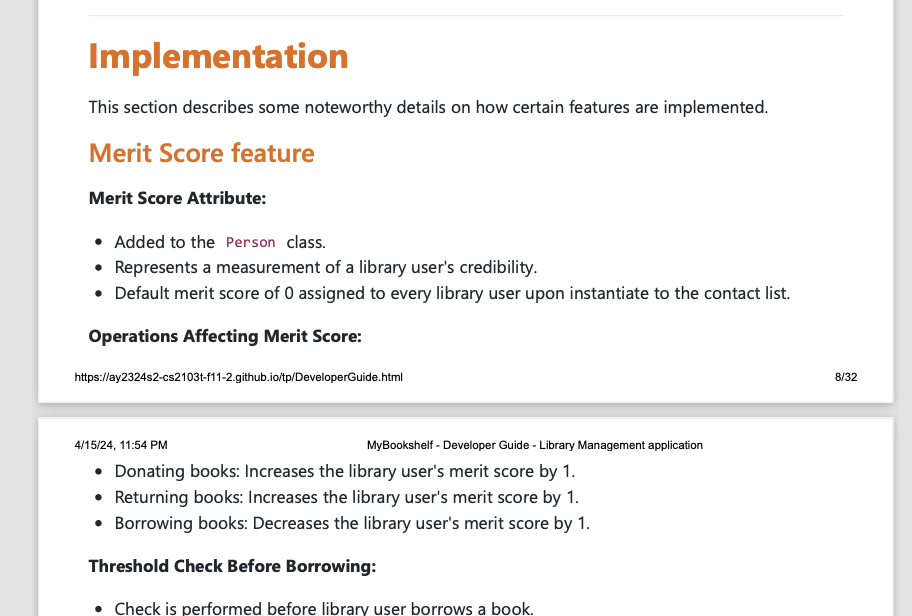 Implementation
This section describes some noteworthy details on how certain features are implemented.
Merit Score feature
Merit Score Attribute:
• Added to the Person class.
• Represents a measurement of a library user's credibility.
• Default merit score of 0 assigned to every library user upon instantiate to the contact list.
Operations Affecting Merit Score:
https://ay2324s2-cs2103t-f11-2.github.io/tp/DeveloperGuide.html 8/32
4/15/24, 11:54 PM MyBookshelf - Developer Guide - Library Management application
• Donating books: Increases the library user's merit score by 1.
• Returning books: Increases the library user's merit score by 1.
• Borrowing books: Decreases the library user's merit score by 1.
Threshold Check Before Borrowing:
• Check is performed before library user borrows a book.